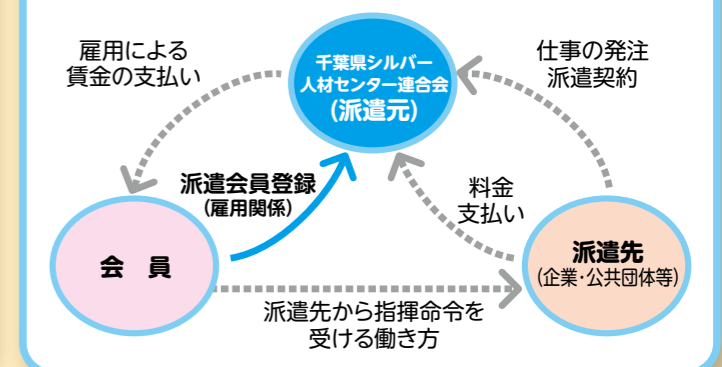 雇用による
賃金の支払い
千葉県シルバー
人材センター連合会
(派遣元)
仕事の発注
派遣契約
派遣会員登録
(雇用関係)
料金
支払い
会 員
派遣先
(企業・公共団体等)
派遣先から指揮命令を
受ける働き方